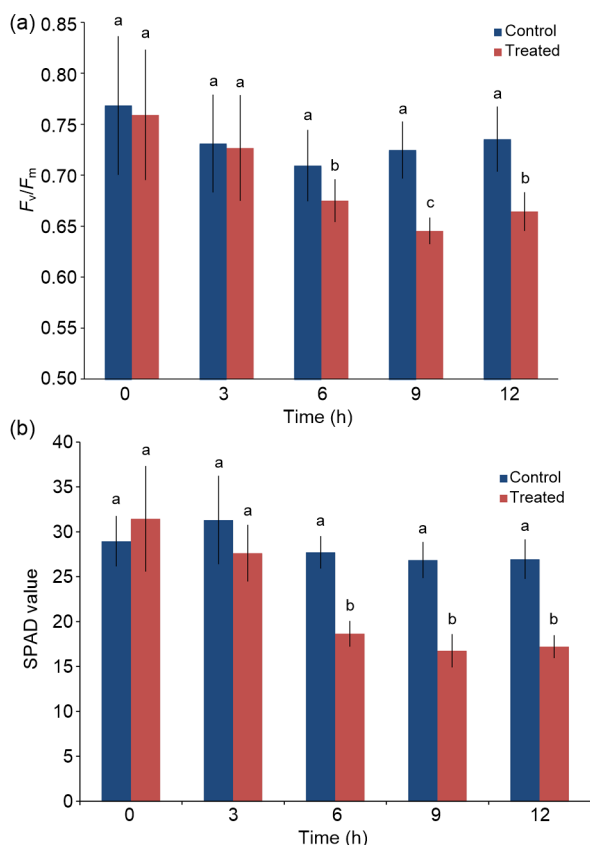 (a)
Control
Treated
Fv/Fm
0.85
0.80
0.75
0.70
0.65
0.60
0.55
0.50
a a a a a b a c a b
0 3 6 9 12
Time (h)
(b)
Control
Treated
SPAD value
40
35
30
25
20
15
10
5
0
a a a a a b a b a b
0 3 6 9 12
Time (h)